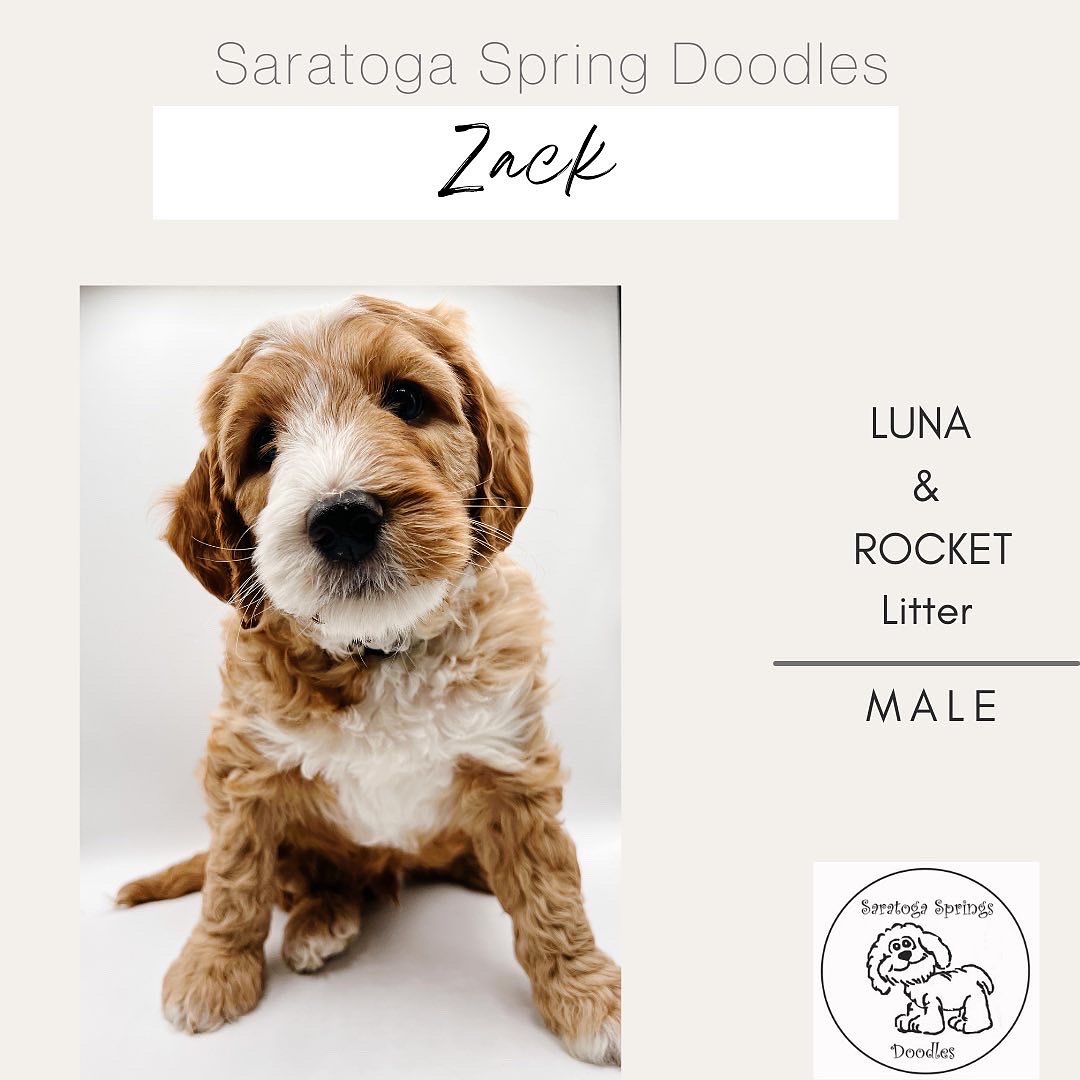 Saratoga Spring Doodles
Zack
LUNA
&
ROCKET
Litter
MALE
Saratoga Springs
Doodles